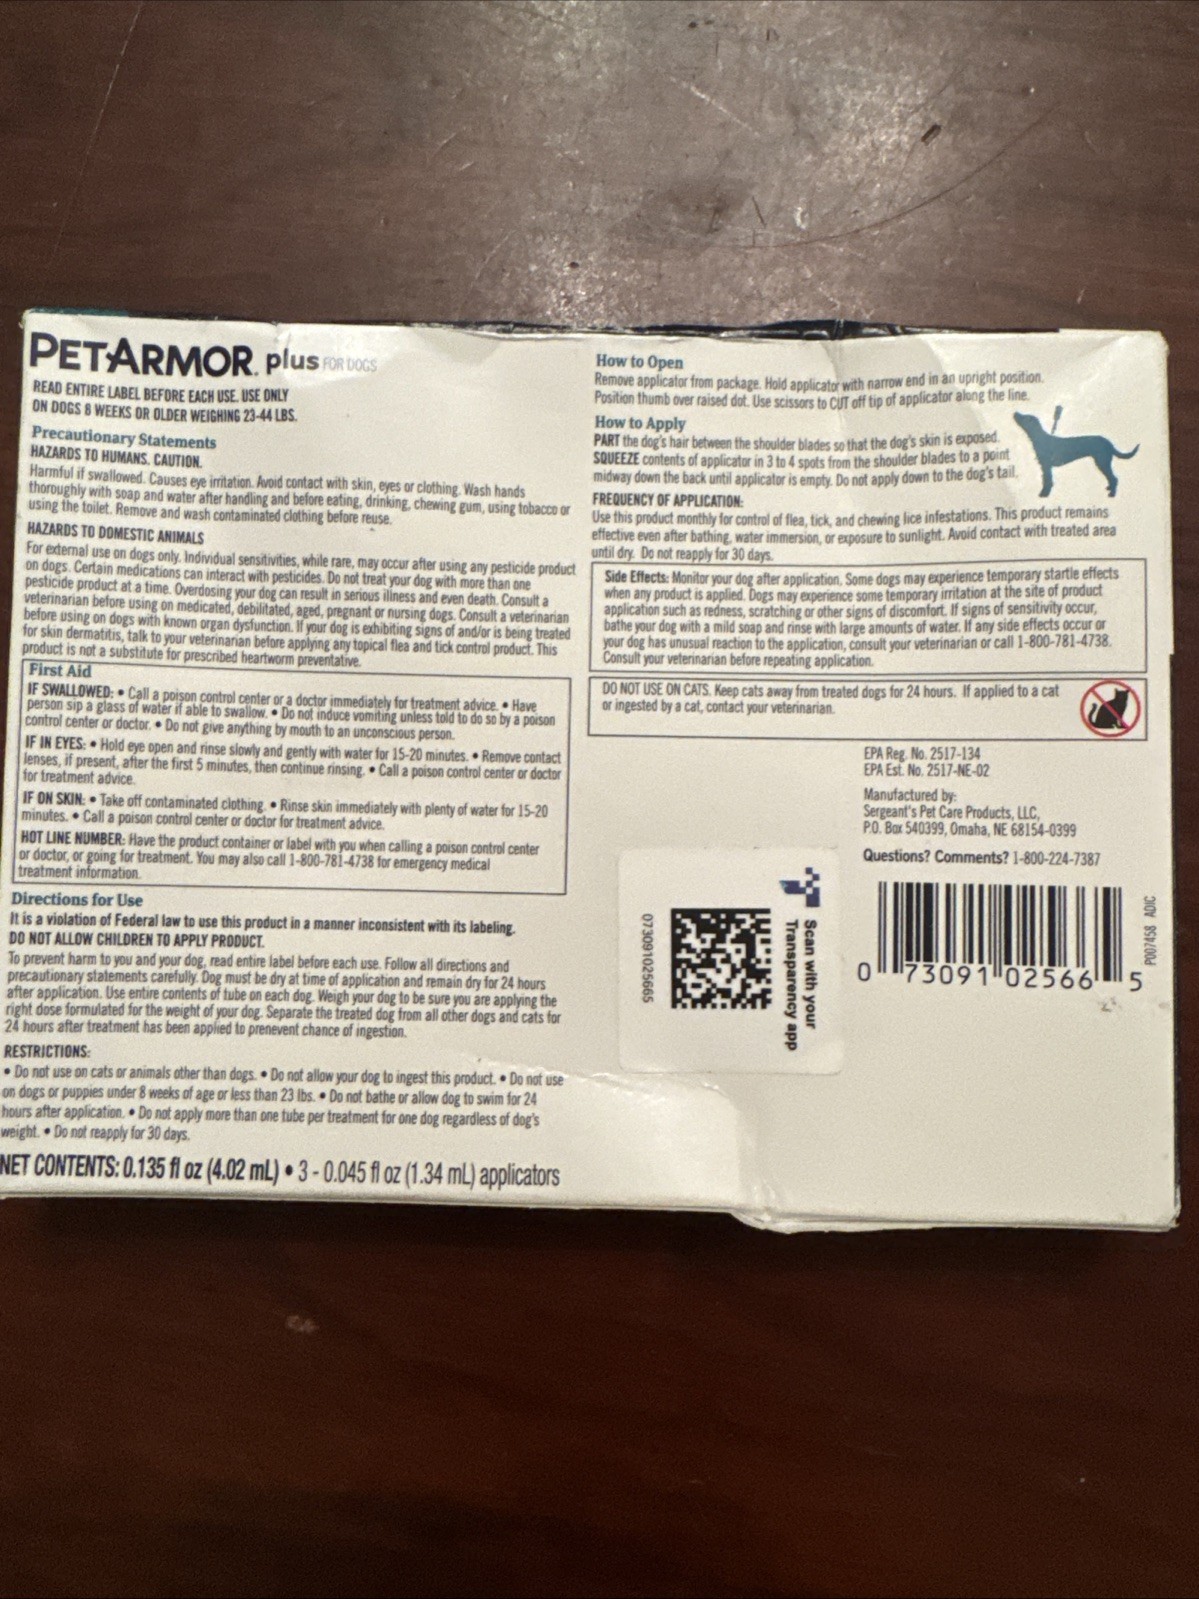 PETARMOR. plus FOR DOGS
READ ENTIRE LABEL BEFORE EACH USE. USE ONLY
ON DOGS 8 WEEKS OR OLDER WEIGHING 23-44 LBS.
Precautionary Statements
HAZARDS TO HUMANS. CAUTION.
Harmful if swallowed. Causes eye irritation. Avoid contact with skin, eyes or clothing. Wash hands
thoroughly with soap and water after handling and before eating, drinking, chewing gum, using tobacco or
using the toilet. Remove and wash contaminated clothing before reuse.
HAZARDS TO DOMESTIC ANIMALS
For external use on dogs only. Individual sensitivities, while rare, may occur after using any pesticide product
on dogs. Certain medications can interact with pesticides. Do not treat your dog with more than one
pesticide product at a time. Overdosing your dog can result in serious illness and even death. Consult a
veterinarian before using on medicated, debilitated, aged, pregnant or nursing dogs. Consult a veterinarian
before using on dogs with known organ dysfunction. If your dog is exhibiting signs of and/or is being treated
for skin dermatitis, talk to your veterinarian before applying any topical flea and tick control product. This
product is not a substitute for prescribed heartworm preventative.
First Aid
IF SWALLOWED: • Call a poison control center or a doctor immediately for treatment advice. • Have
person sip a glass of water if able to swallow. • Do not induce vomiting unless told to do so by a poison
control center or doctor. • Do not give anything by mouth to an unconscious person.
IF IN EYES: • Hold eye open and rinse slowly and gently with water for 15-20 minutes. • Remove contact
lenses, if present, after the first 5 minutes, then continue rinsing. • Call a poison control center or doctor
for treatment advice.
IF ON SKIN: • Take off contaminated clothing. • Rinse skin immediately with plenty of water for 15-20
minutes. • Call a poison control center or doctor for treatment advice.
HOT LINE NUMBER: Have the product container or label with you when calling a poison control center
or doctor, or going for treatment. You may also call 1-800-781-4738 for emergency medical
treatment information.
Directions for Use
It is a violation of Federal law to use this product in a manner inconsistent with its labeling.
DO NOT ALLOW CHILDREN TO APPLY PRODUCT.
To prevent harm to you and your dog, read entire label before each use. Follow all directions and
precautionary statements carefully. Dog must be dry at time of application and remain dry for 24 hours
after application. Use entire contents of tube on each dog. Weigh your dog to be sure you are applying the
right dose formulated for the weight of your dog. Separate the treated dog from all other dogs and cats for
24 hours after treatment has been applied to prenevent chance of ingestion.
RESTRICTIONS:
• Do not use on cats or animals other than dogs. • Do not allow your dog to ingest this product. • Do not use
on dogs or puppies under 8 weeks of age or less than 23 lbs. • Do not bathe or allow dog to swim for 24
hours after application. • Do not apply more than one tube per treatment for one dog regardless of dog's
weight. • Do not reapply for 30 days.
NET CONTENTS: 0.135 fl oz (4.02 mL) • 3 - 0.045 fl oz (1.34 mL) applicators
How to Open
Remove applicator from package. Hold applicator with narrow end in an upright position.
Position thumb over raised dot. Use scissors to CUT off tip of applicator along the line.
How to Apply
PART the dog's hair between the shoulder blades so that the dog's skin is exposed.
SQUEEZE contents of applicator in 3 to 4 spots from the shoulder blades to a point
midway down the back until applicator is empty. Do not apply down to the dog's tail.
FREQUENCY OF APPLICATION:
Use this product monthly for control of flea, tick, and chewing lice infestations. This product remains
effective even after bathing, water immersion, or exposure to sunlight. Avoid contact with treated area
until dry. Do not reapply for 30 days.
Side Effects: Monitor your dog after application. Some dogs may experience temporary startle effects
when any product is applied. Dogs may experience some temporary irritation at the site of product
application such as redness, scratching or other signs of discomfort. If signs of sensitivity occur,
bathe your dog with a mild soap and rinse with large amounts of water. If any side effects occur or
your dog has unusual reaction to the application, consult your veterinarian or call 1-800-781-4738.
Consult your veterinarian before repeating application.
DO NOT USE ON CATS. Keep cats away from treated dogs for 24 hours. If applied to a cat
or ingested by a cat, contact your veterinarian.
EPA Reg. No. 2517-134
EPA Est. No. 2517-NE-02
Manufactured by:
Sergeant's Pet Care Products, LLC,
P.O. Box 540399, Omaha, NE 68154-0399
Questions? Comments? 1-800-224-7387
Scan with your
Transparency app
073091025665
0 73091 02566 5
P007458 ADIC